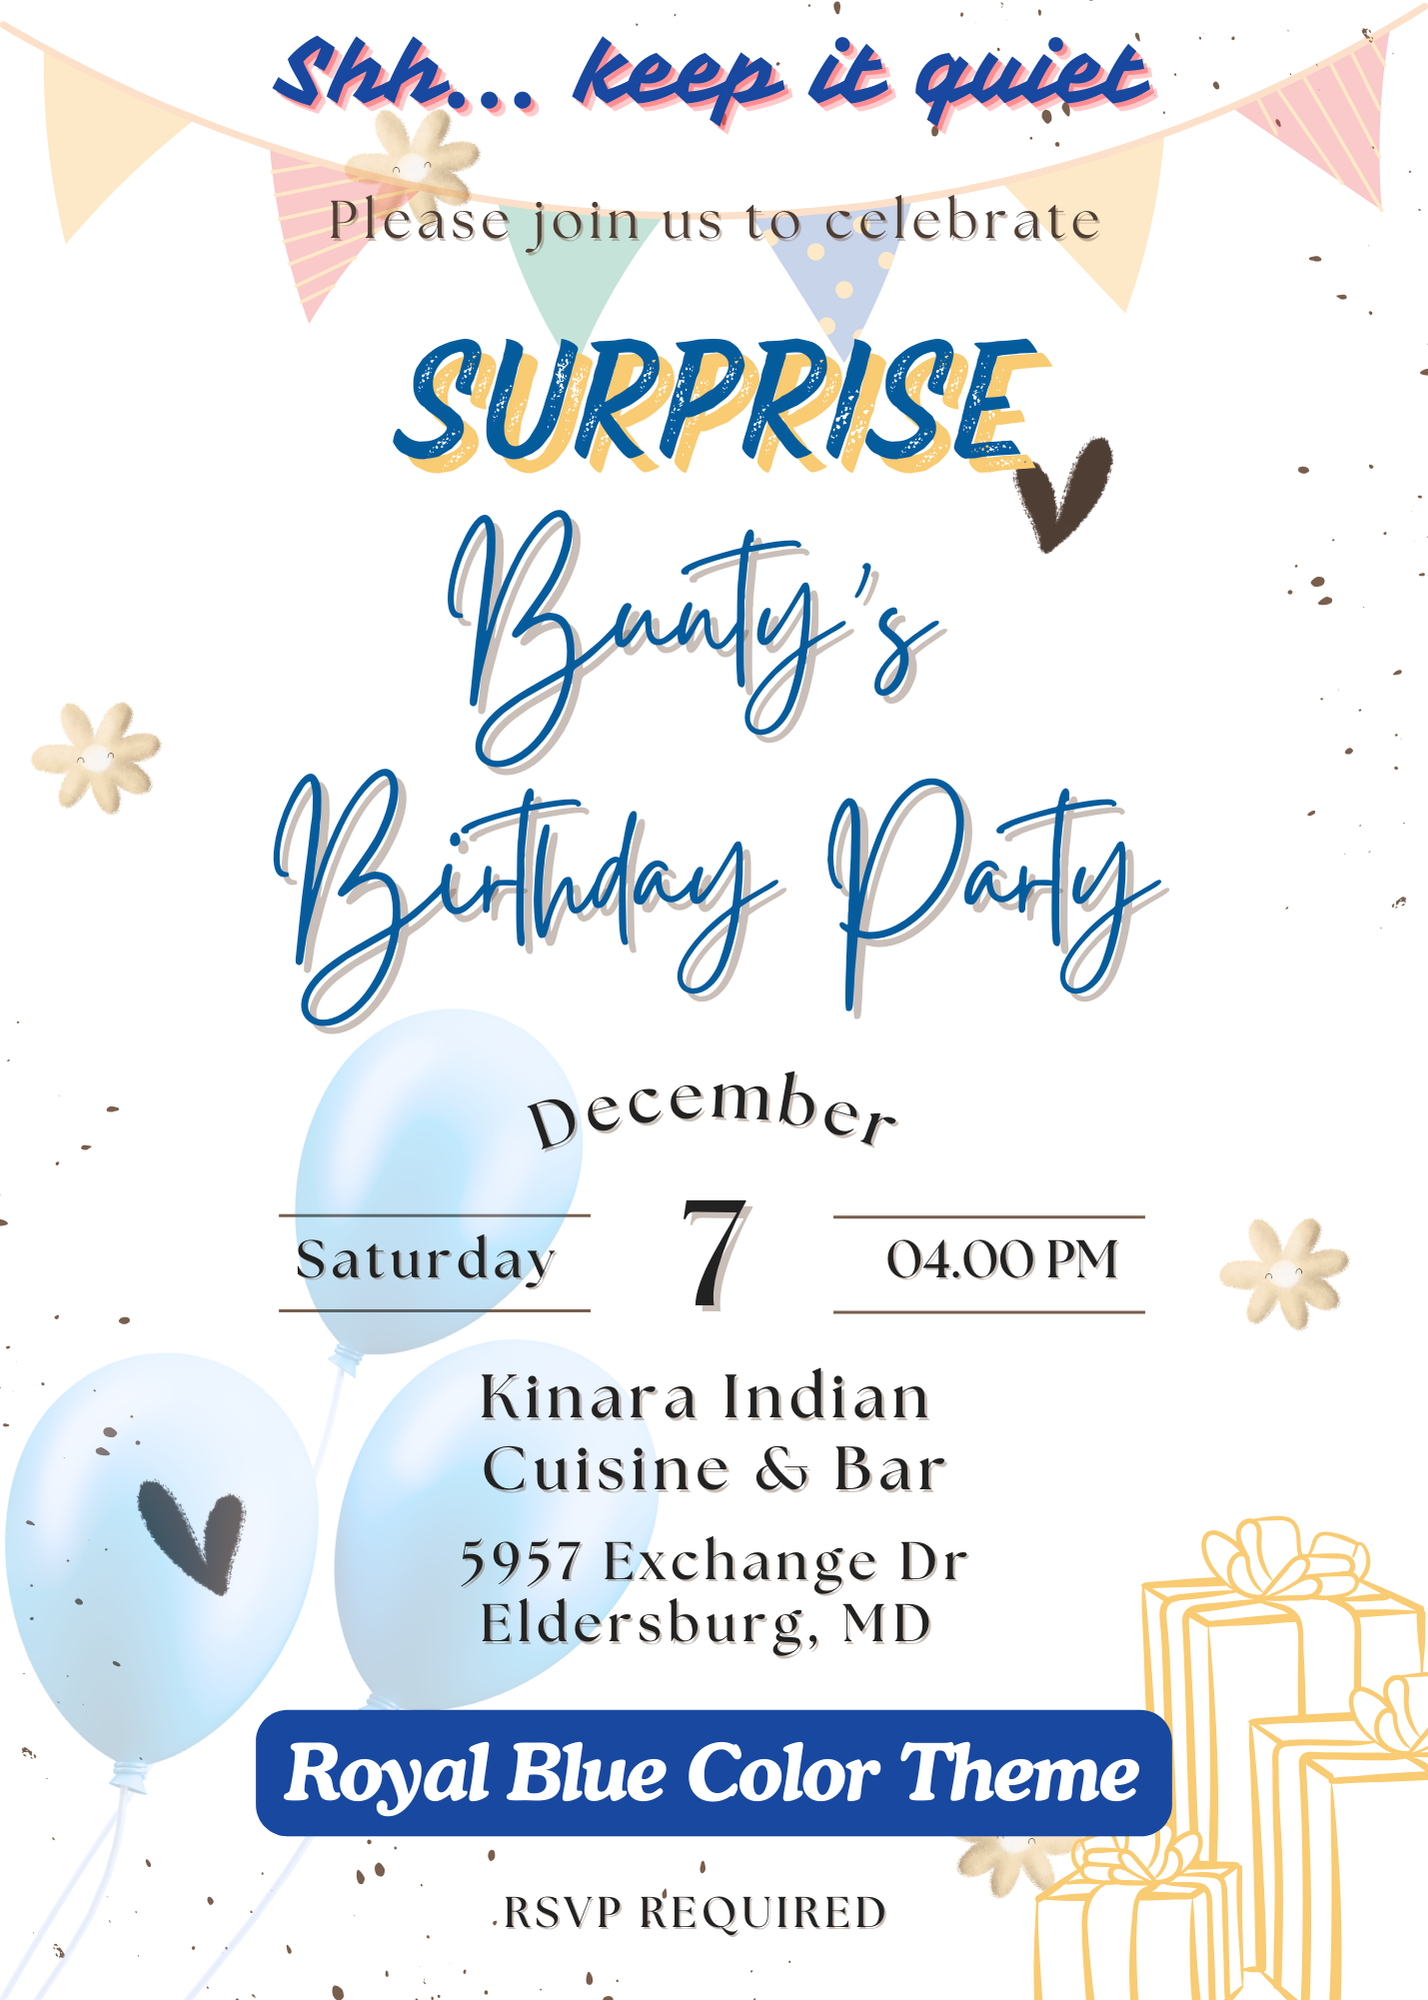 Shh... keep it quiet
Please join us to celebrate
SURPRISE
Bunty's
Birthday Party
December
Saturday 7 04.00 PM
Kinara Indian
Cuisine & Bar
5957 Exchange Dr
Eldersburg, MD
Royal Blue Color Theme
RSVP REQUIRED